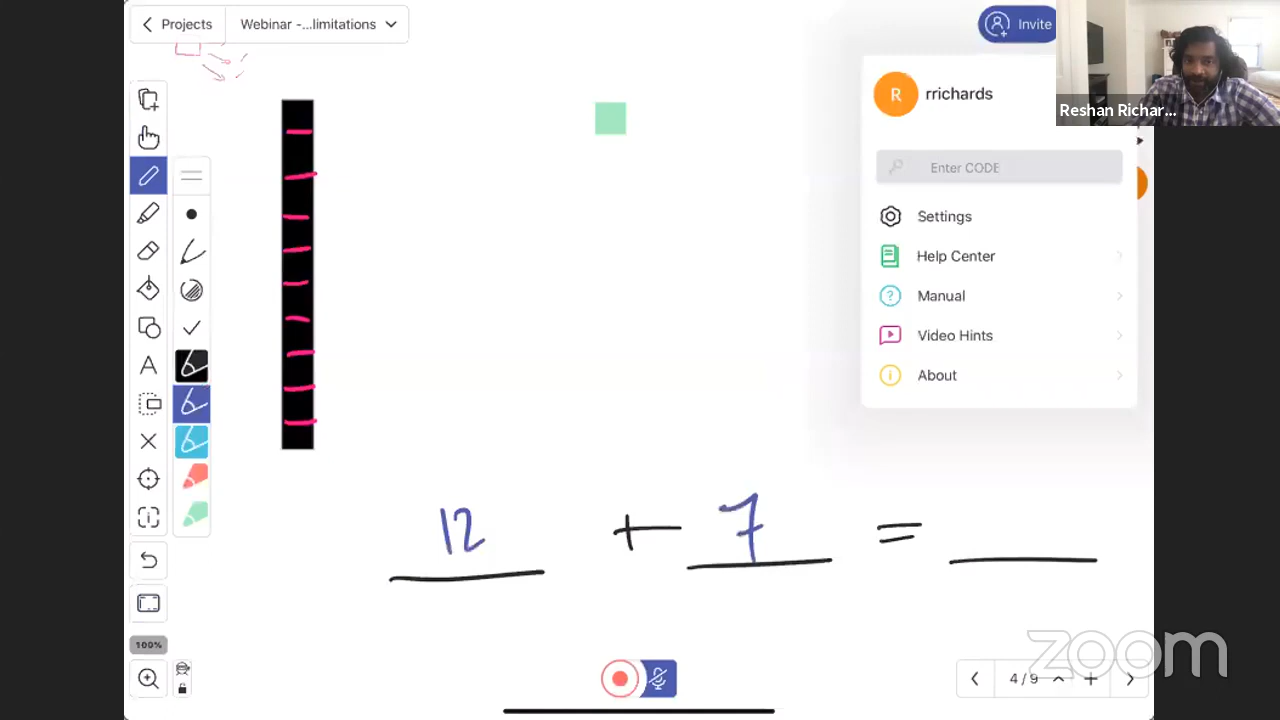 Projects
Webinar -...limitations
Invite
R
rrichards
Reshan Richar...
Enter CODE
Settings
Help Center
Manual
Video Hints
About
A
12 + 7 =
100%
4 / 9
zoom